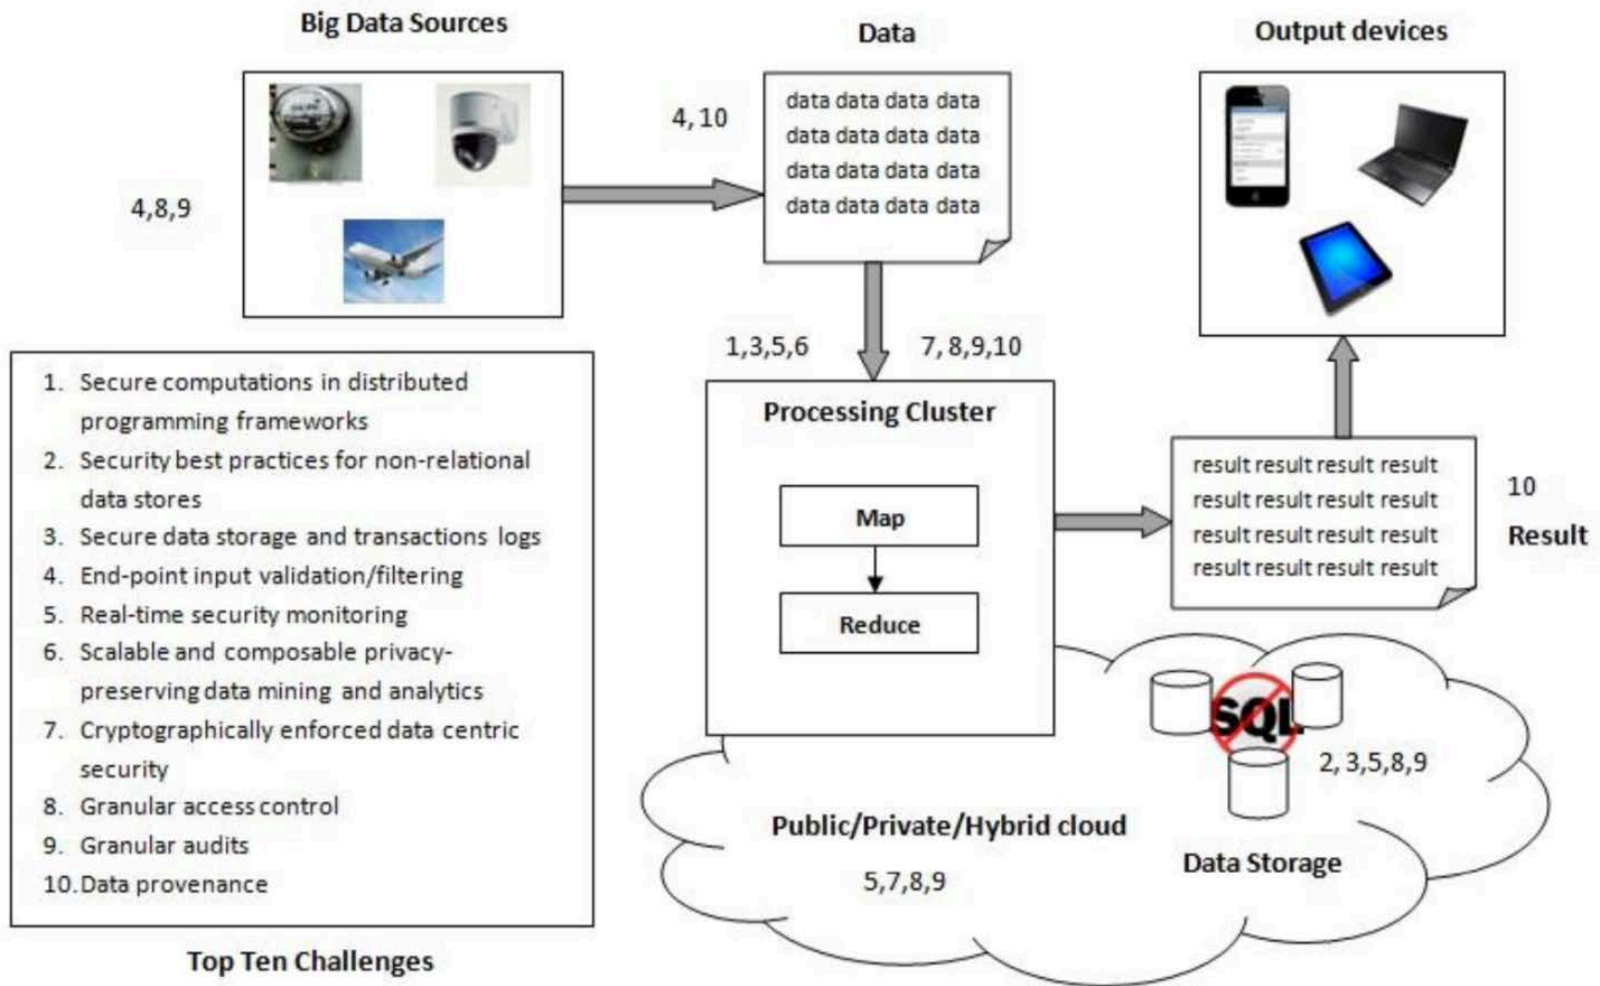 Big Data Sources
Data
Output devices
4,8,9
4, 10
data data data data
data data data data
data data data data
data data data data
1,3,5,6
7, 8,9,10
Processing Cluster
Map
Reduce
result result result result
result result result result
result result result result
result result result result
10
Result
1. Secure computations in distributed
programming frameworks
2. Security best practices for non-relational
data stores
3. Secure data storage and transactions logs
4. End-point input validation/filtering
5. Real-time security monitoring
6. Scalable and composable privacy-
preserving data mining and analytics
7. Cryptographically enforced data centric
security
8. Granular access control
9. Granular audits
10. Data provenance
Top Ten Challenges
SQL
2, 3,5,8,9
Public/Private/Hybrid cloud
Data Storage
5,7,8,9